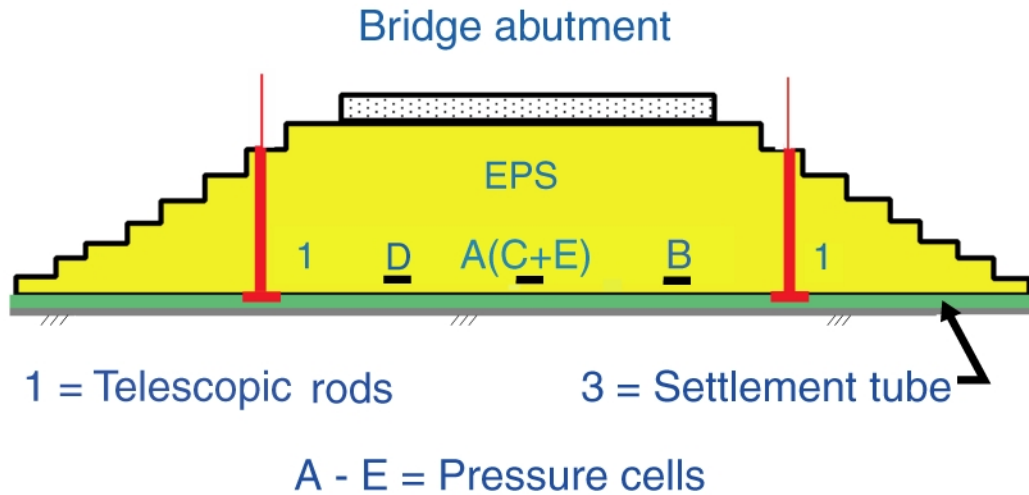 Bridge abutment
EPS
1 D A(C+E) B 1
1 = Telescopic rods 3 = Settlement tube
A - E = Pressure cells